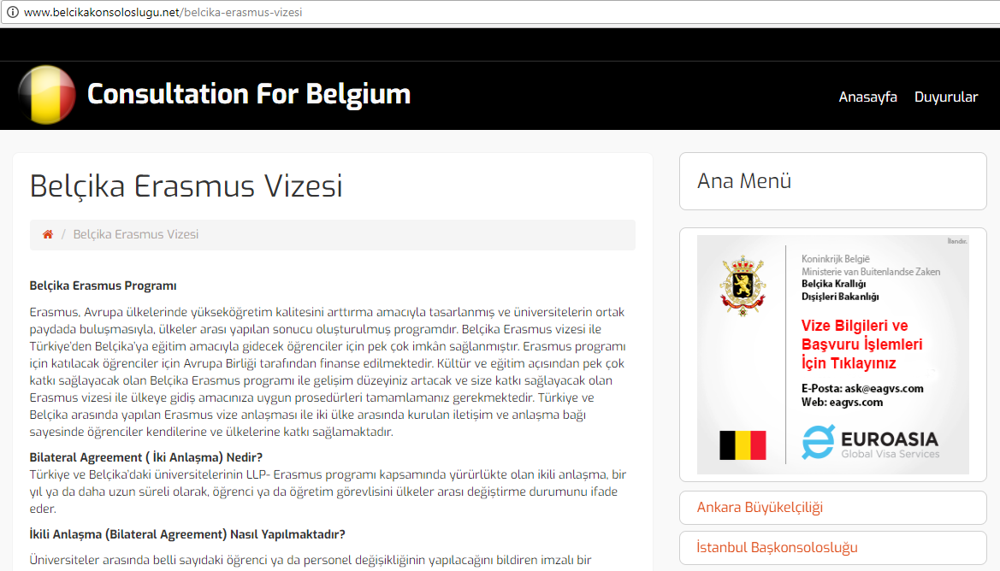 www.belcikakonsoloslugu.net/belcika-erasmus-vizesi
Consultation For Belgium
Anasayfa
Duyurular
Belçika Erasmus Vizesi
/ Belçika Erasmus Vizesi
Belçika Erasmus Programı
Erasmus, Avrupa ülkelerinde yükseköğretim kalitesini arttırma amacıyla tasarlanmış ve üniversitelerin ortak
paydada buluşmasıyla, ülkeler arası yapılan sonucu oluşturulmuş programdır. Belçika Erasmus vizesi ile
Türkiye'den Belçika'ya eğitim amacıyla gidecek öğrenciler için pek çok imkân sağlanmıştır. Erasmus programı
için katılacak öğrenciler için Avrupa Birliği tarafından finanse edilmektedir. Kültür ve eğitim açısından pek çok
katkı sağlayacak olan Belçika Erasmus programı ile gelişim düzeyiniz artacak ve size katkı sağlayacak olan
Erasmus vizesi ile ülkeye gidiş amacınıza uygun prosedürleri tamamlamanız gerekmektedir. Türkiye ve
Belçika arasında yapılan Erasmus vize anlaşması ile iki ülke arasında kurulan iletişim ve anlaşma bağı
sayesinde öğrenciler kendilerine ve ülkelerine katkı sağlamaktadır.
Bilateral Agreement ( İki Anlaşma) Nedir?
Türkiye ve Belçika'daki üniversitelerinin LLP- Erasmus programı kapsamında yürürlükte olan ikili anlaşma, bir
yıl ya da daha uzun süreli olarak, öğrenci ya da öğretim görevlisini ülkeler arası değiştirme durumunu ifade
eder.
İkili Anlaşma (Bilateral Agreement) Nasıl Yapılmaktadır?
Üniversiteler arasında belli sayıdaki öğrenci ya da personel değişikliğinin yapılacağını bildiren imzalı bir
Ana Menü
İlandır.
Koninkrijk België
Ministerie van Buitenlandse Zaken
Belçika Krallığı
Dışişleri Bakanlığı
Vize Bilgileri ve
Başvuru İşlemleri
İçin Tıklayınız
E-Posta: ask@eagvs.com
Web: eagvs.com
EUROASIA
Global Visa Services
Ankara Büyükelçiliği
İstanbul Başkonsolosluğu